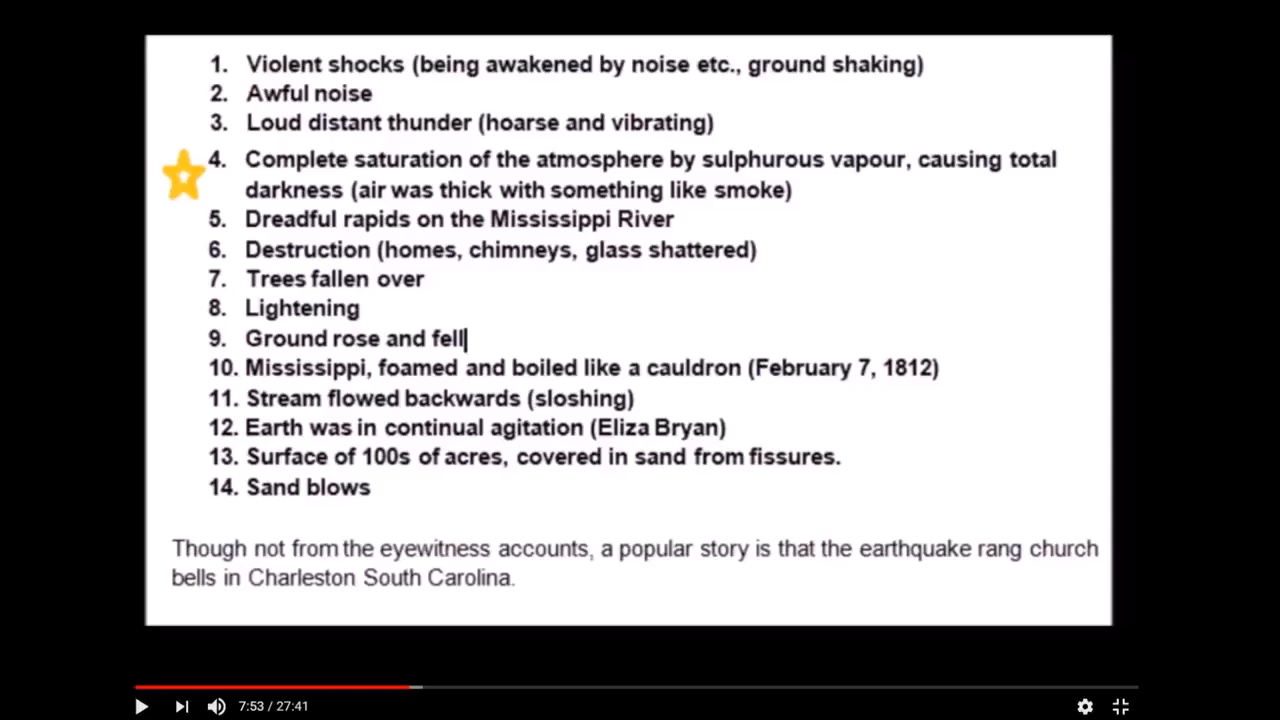 1. Violent shocks (being awakened by noise etc., ground shaking)
2. Awful noise
3. Loud distant thunder (hoarse and vibrating)
4. Complete saturation of the atmosphere by sulphurous vapour, causing total
darkness (air was thick with something like smoke)
5. Dreadful rapids on the Mississippi River
6. Destruction (homes, chimneys, glass shattered)
7. Trees fallen over
8. Lightening
9. Ground rose and fell
10. Mississippi, foamed and boiled like a cauldron (February 7, 1812)
11. Stream flowed backwards (sloshing)
12. Earth was in continual agitation (Eliza Bryan)
13. Surface of 100s of acres, covered in sand from fissures.
14. Sand blows
Though not from the eyewitness accounts, a popular story is that the earthquake rang church
bells in Charleston South Carolina.
7:53 / 27:41